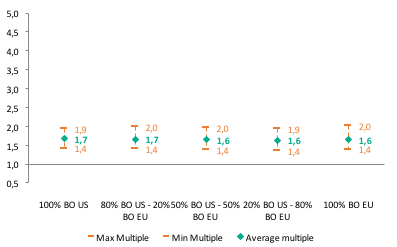 5,0
4,5
4,0
3,5
3,0
2,5
2,0
1,5
1,0
0,5
1,9 2,0 2,0 1,9 2,0
1,7 1,7 1,6 1,6 1,6
1,4 1,4 1,4 1,4 1,4
100% BO US 80% BO US - 20% 50% BO US - 50% 20% BO US - 80% 100% BO EU
BO EU BO EU BO EU
Max Multiple Min Multiple Average multiple